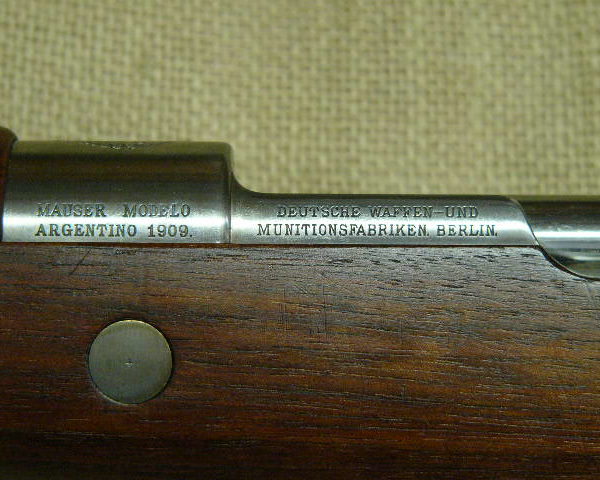 MAUSER MODELO
ARGENTINO 1909.
DEUTSCHE WAFFEN-UND
MUNITIONSFABRIKEN. BERLIN.